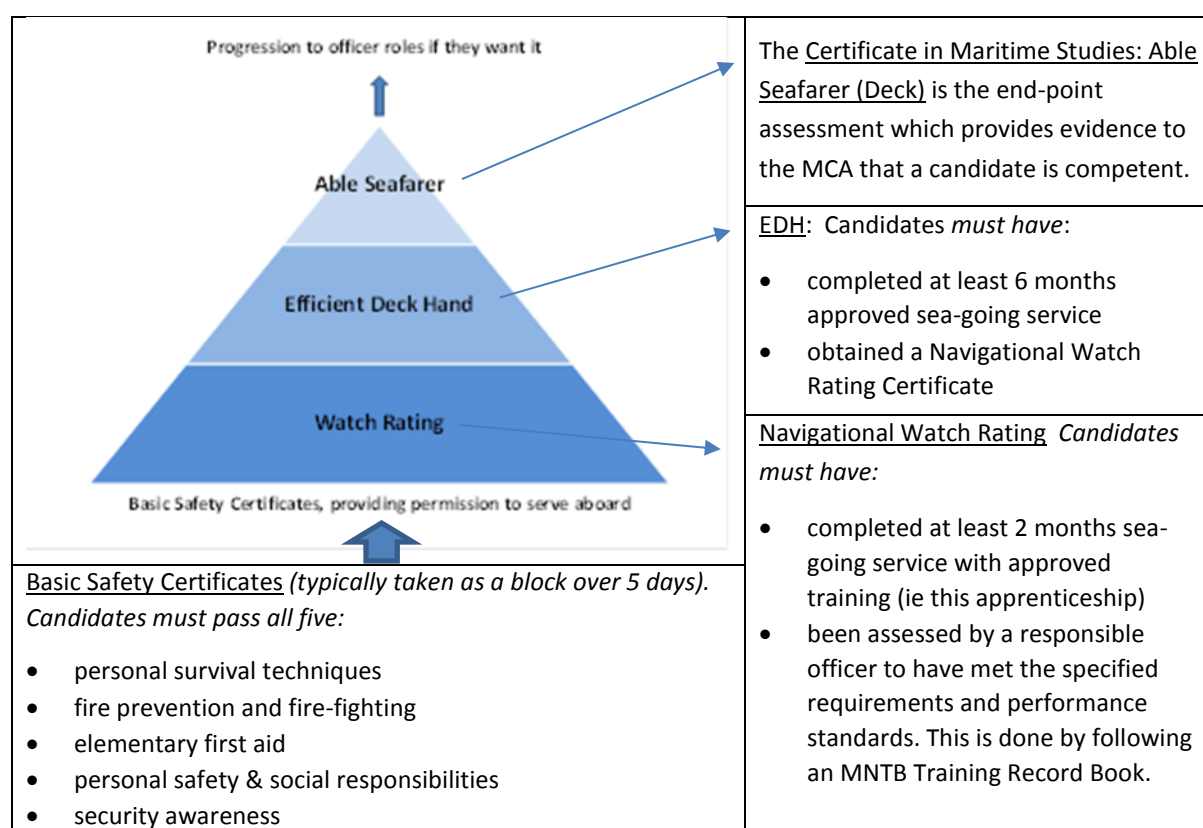 Progression to officer roles if they want it
Able Seafarer
Efficient Deck Hand
Watch Rating
Basic Safety Certificates, providing permission to serve aboard
The Certificate in Maritime Studies: Able
Seafarer (Deck) is the end-point
assessment which provides evidence to
the MCA that a candidate is competent.
EDH: Candidates must have:
• completed at least 6 months
approved sea-going service
• obtained a Navigational Watch
Rating Certificate
Navigational Watch Rating Candidates
must have:
• completed at least 2 months sea-
going service with approved
training (ie this apprenticeship)
• been assessed by a responsible
officer to have met the specified
requirements and performance
standards. This is done by following
an MNTB Training Record Book.
Basic Safety Certificates (typically taken as a block over 5 days).
Candidates must pass all five:
• personal survival techniques
• fire prevention and fire-fighting
• elementary first aid
• personal safety & social responsibilities
• security awareness